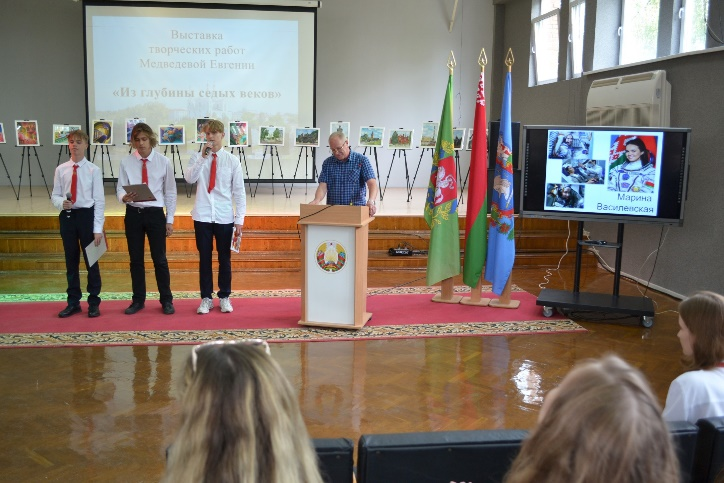 Выставка
творческих работ
Медведевой Евгении
«Из глубины седых веков»
Марина
Василевская